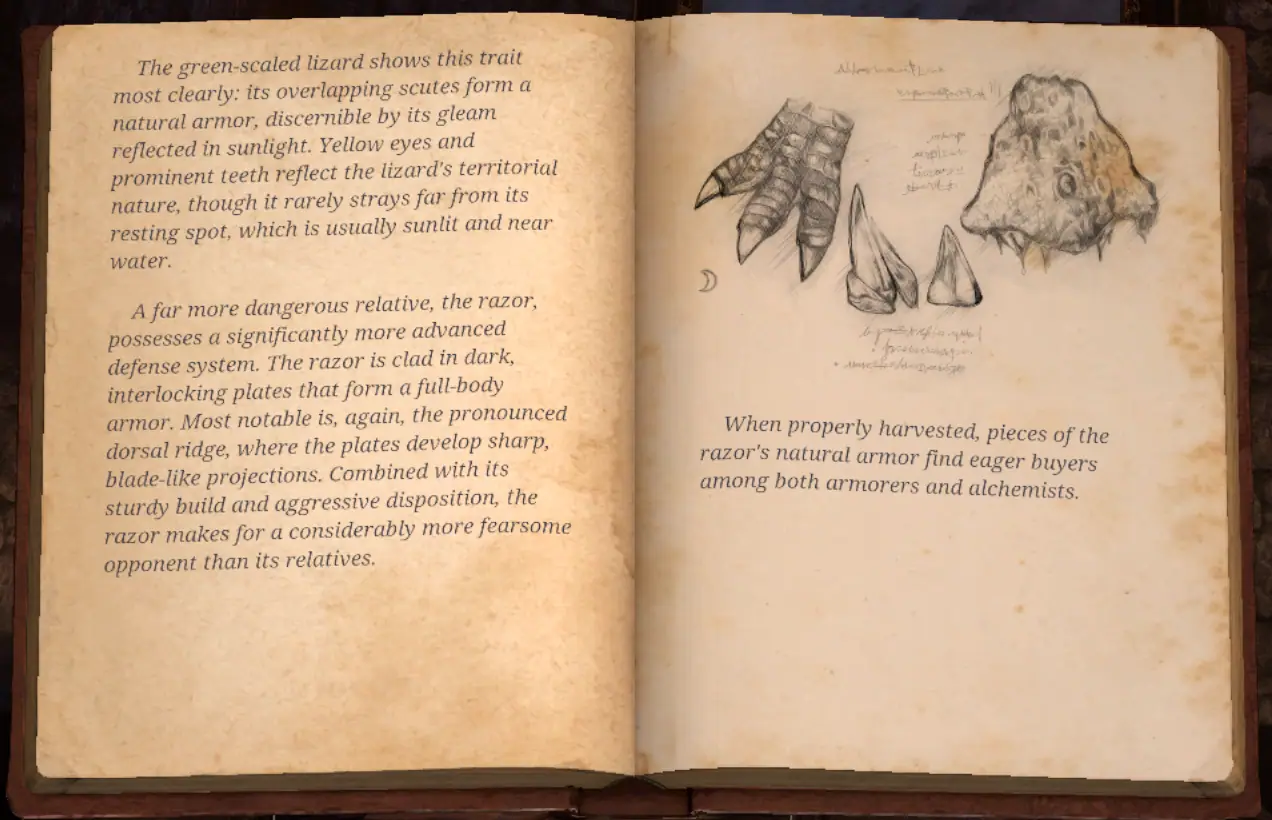 The green-scaled lizard shows this trait
most clearly: its overlapping scutes form a
natural armor, discernible by its gleam
reflected in sunlight. Yellow eyes and
prominent teeth reflect the lizard's territorial
nature, though it rarely strays far from its
resting spot, which is usually sunlit and near
water.
A far more dangerous relative, the razor,
possesses a significantly more advanced
defense system. The razor is clad in dark,
interlocking plates that form a full-body
armor. Most notable is, again, the pronounced
dorsal ridge, where the plates develop sharp,
blade-like projections. Combined with its
sturdy build and aggressive disposition, the
razor makes for a considerably more fearsome
opponent than its relatives.
When properly harvested, pieces of the
razor's natural armor find eager buyers
among both armorers and alchemists.